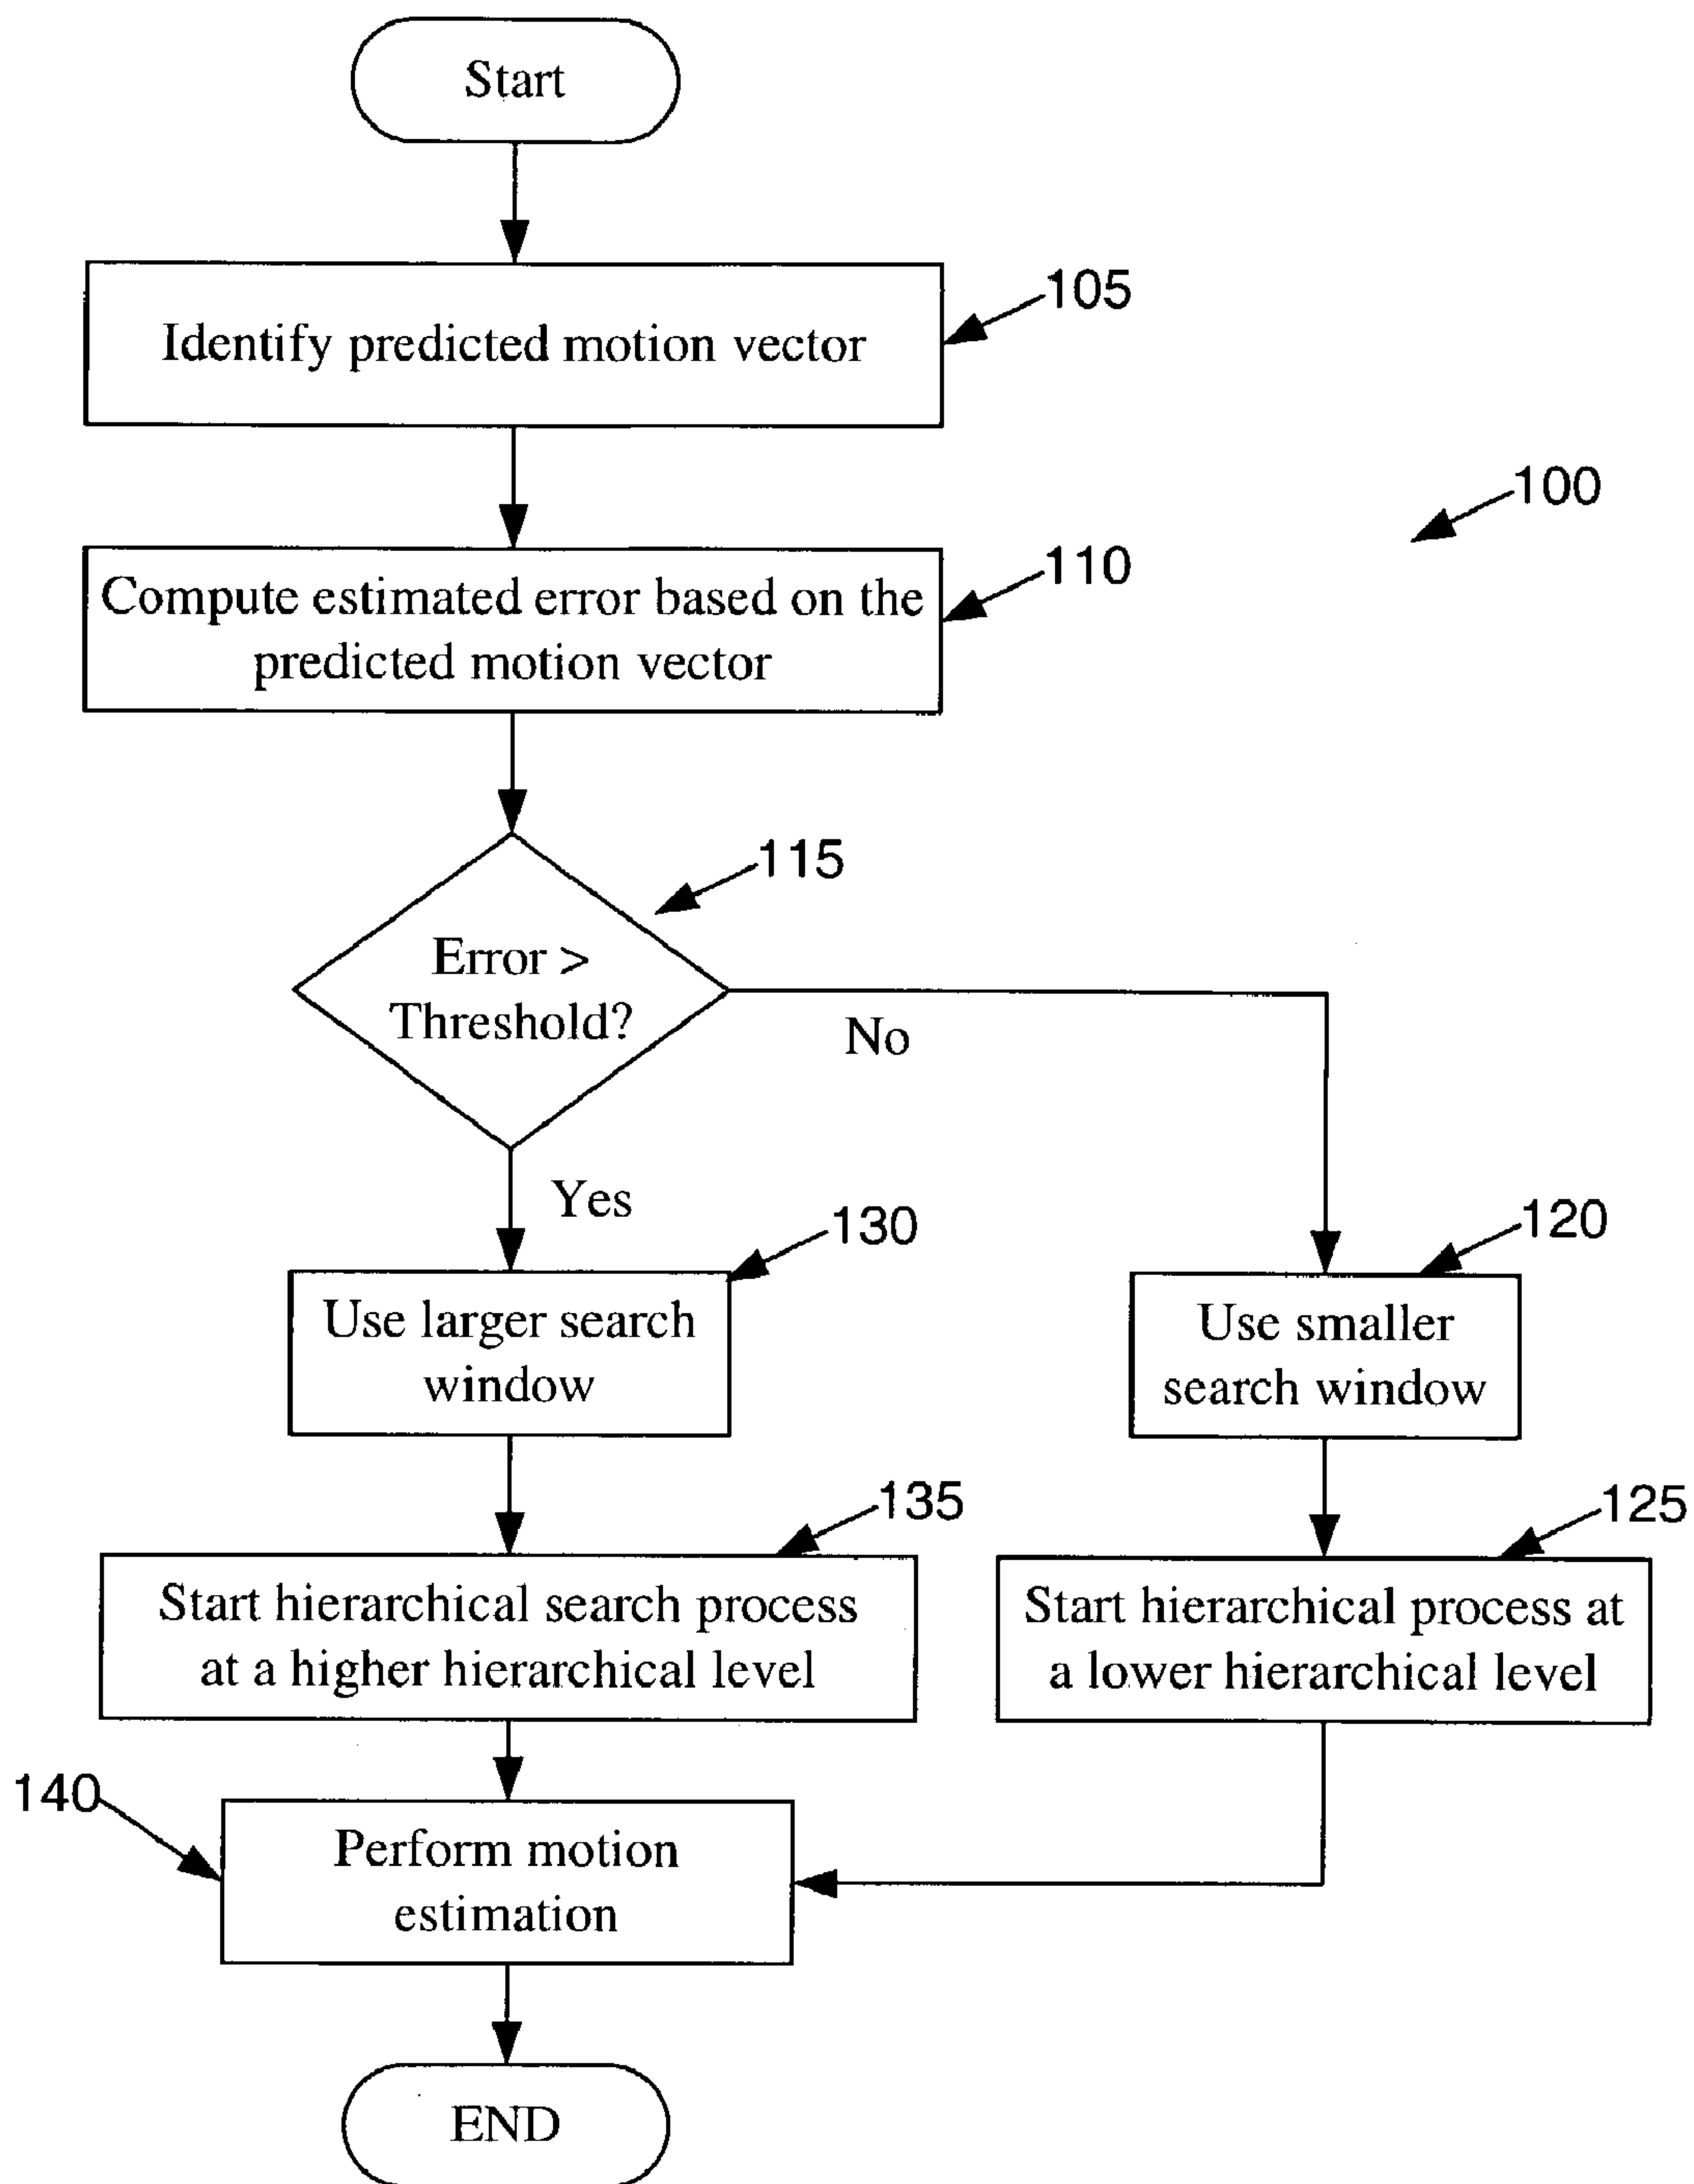 Start
105
Identify predicted motion vector
100
110
Compute estimated error based on the
predicted motion vector
115
Error >
Threshold?
No
Yes
130
Use larger search
window
120
Use smaller
search window
135
Start hierarchical search process
at a higher hierarchical level
125
Start hierarchical process at
a lower hierarchical level
140
Perform motion
estimation
END